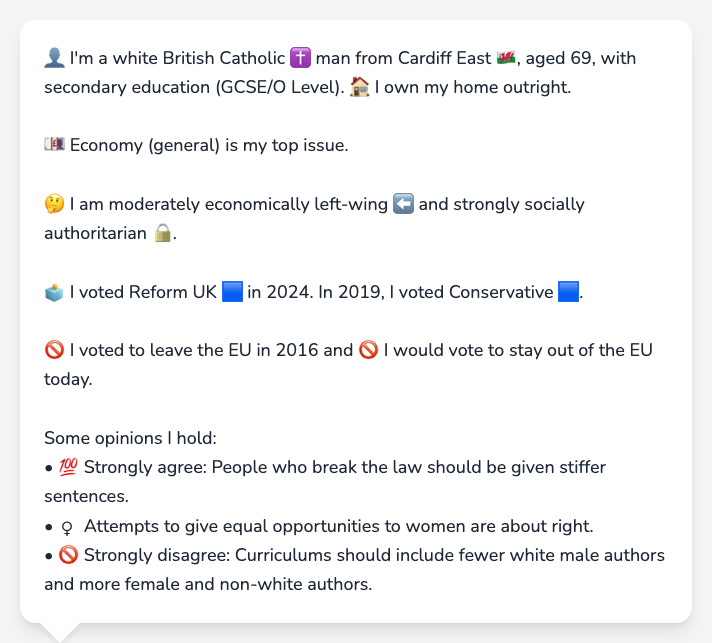 👤 I'm a white British Catholic ✝️ man from Cardiff East 🏴󠁧󠁢󠁷󠁬󠁳󠁿, aged 69, with
secondary education (GCSE/O Level). 🏠 I own my home outright.
💷 Economy (general) is my top issue.
🤔 I am moderately economically left-wing ⬅️ and strongly socially
authoritarian 🔒.
🗳️ I voted Reform UK 🟦 in 2024. In 2019, I voted Conservative 🟦.
🚫 I voted to leave the EU in 2016 and 🚫 I would vote to stay out of the EU
today.
Some opinions I hold:
• 💯 Strongly agree: People who break the law should be given stiffer
sentences.
• ♀ Attempts to give equal opportunities to women are about right.
• 🚫 Strongly disagree: Curriculums should include fewer white male authors
and more female and non-white authors.